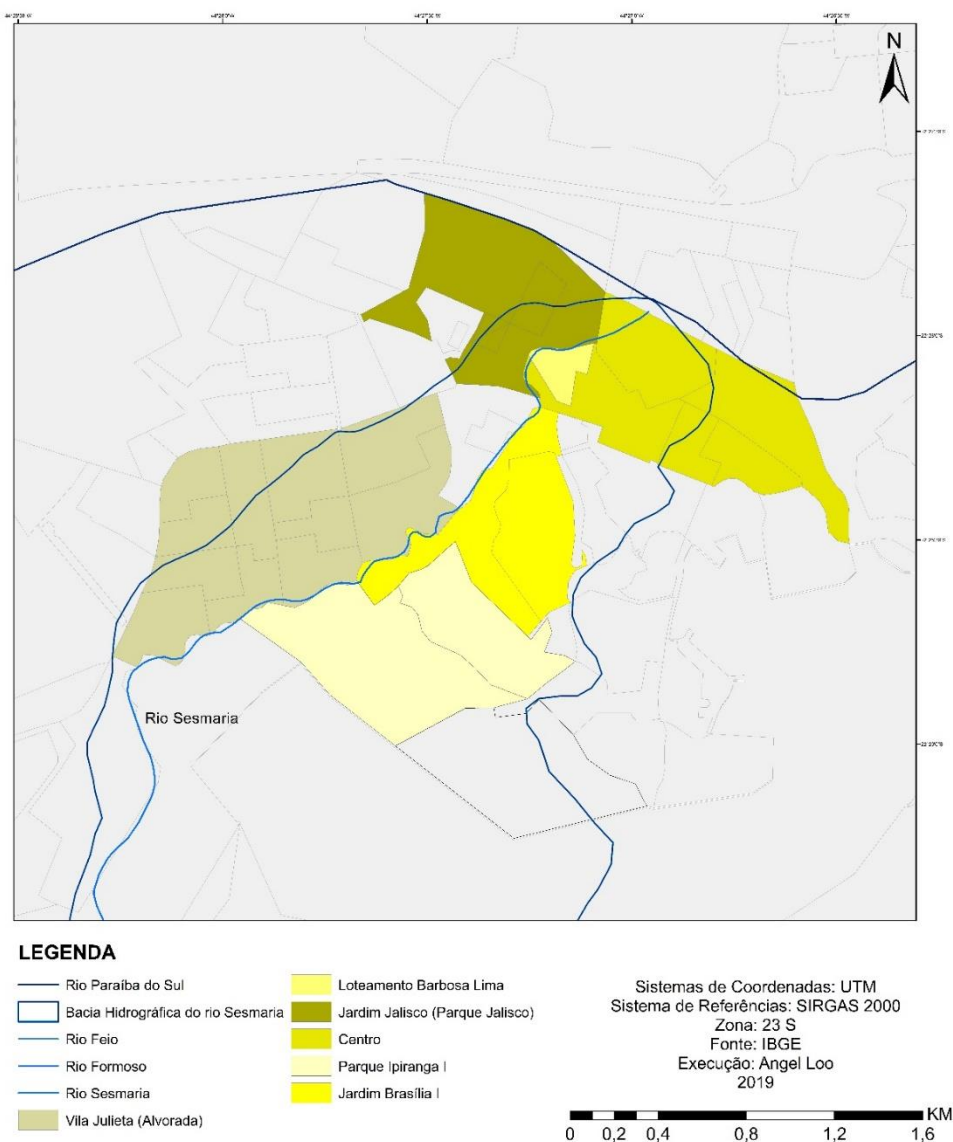 N
Rio Sesmaria
LEGENDA
Rio Paraíba do Sul
Bacia Hidrográfica do rio Sesmaria
Rio Feio
Rio Formoso
Rio Sesmaria
Vila Julieta (Alvorada)
Loteamento Barbosa Lima
Jardim Jalisco (Parque Jalisco)
Centro
Parque Ipiranga I
Jardim Brasília I
Sistemas de Coordenadas: UTM
Sistema de Referências: SIRGAS 2000
Zona: 23 S
Fonte: IBGE
Execução: Angel Loo
2019
KM
0 0,2 0,4 0,8 1,2 1,6